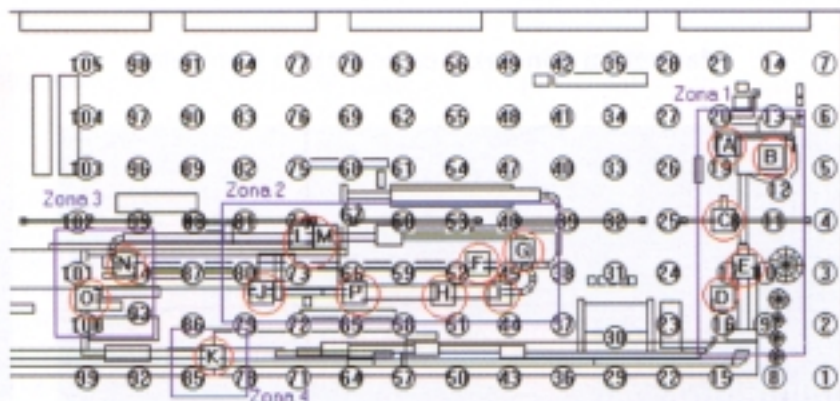 105 98 91 84 77 70 63 56 49 42 35 28 21 14 7
Zona 1
104 97 90 83 76 69 62 55 48 41 34 27 20 13 6
A
B
103 96 89 82 75 68 61 54 47 40 33 26 19 5
12
Zona 3
Zona 2
102 81 67 60 53 39 32 25 C 11 4
M
G
101 N 87 80 73 66 59 52 F 38 31 24 E 10 3
O JH P H I D
100 93 86 79 72 65 58 51 44 37 30 23 16 9 2
K
99 92 85 78 71 64 57 50 43 36 29 22 15 8 1
Zona 4